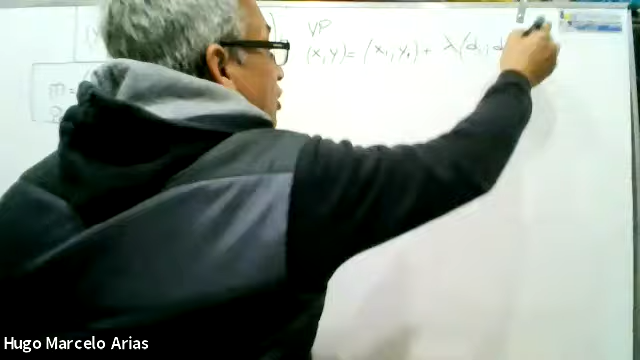 VP
(x, y) = (x₁, y₁) + λ(d₁; d
m =
Hugo Marcelo Arias